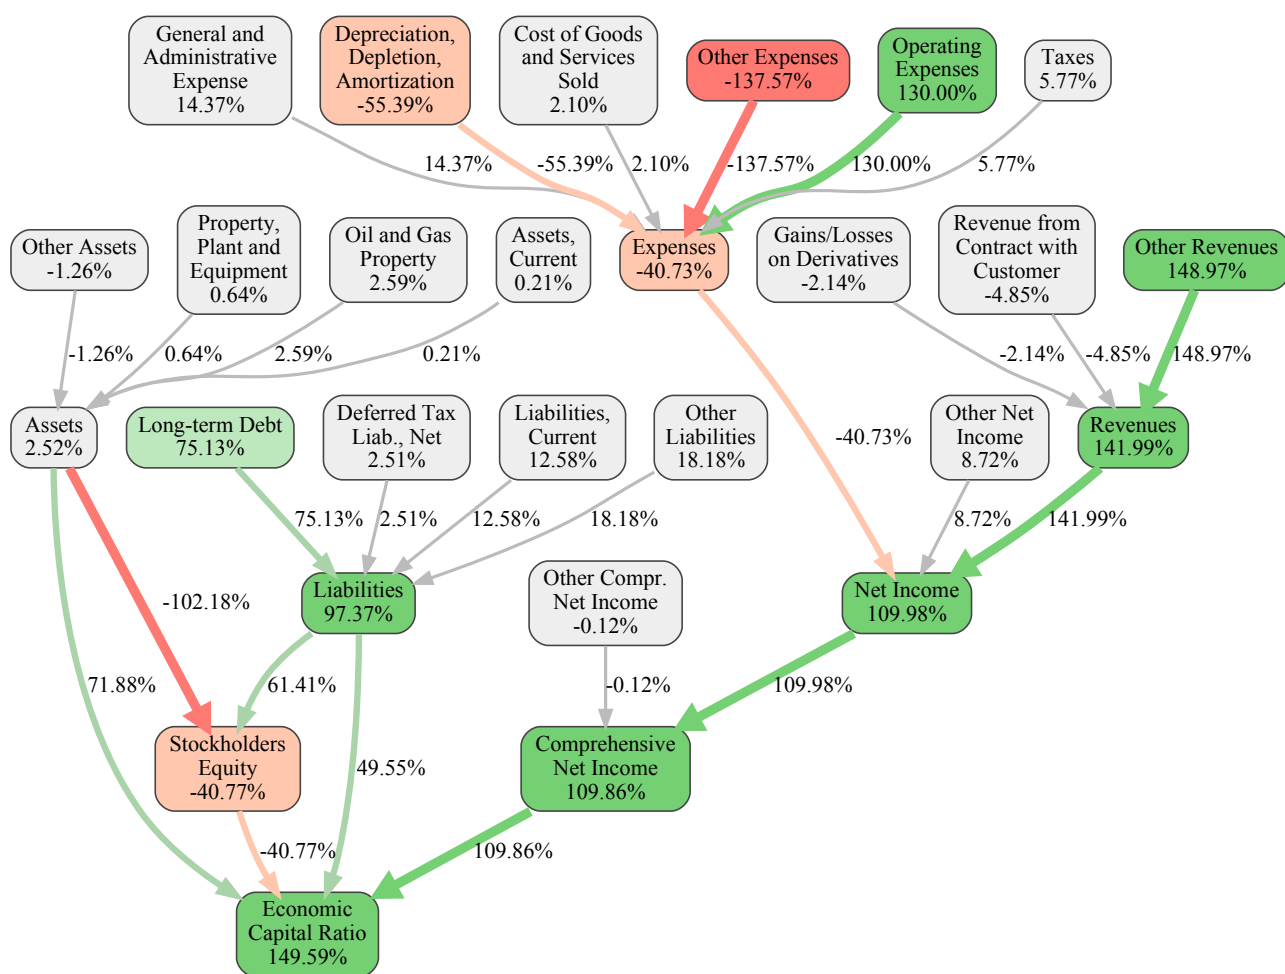 General and
Administrative
Expense
14.37%
Depreciation,
Depletion,
Amortization
-55.39%
Cost of Goods
and Services
Sold
2.10%
Other Expenses
-137.57%
Operating
Expenses
130.00%
Taxes
5.77%
14.37%
-55.39%
2.10%
-137.57%
130.00%
5.77%
Other Assets
-1.26%
Property,
Plant and
Equipment
0.64%
Oil and Gas
Property
2.59%
Assets,
Current
0.21%
Expenses
-40.73%
Gains/Losses
on Derivatives
-2.14%
Revenue from
Contract with
Customer
-4.85%
Other Revenues
148.97%
-1.26%
0.64%
2.59%
0.21%
-2.14%
-4.85%
148.97%
Assets
2.52%
Long-term Debt
75.13%
Deferred Tax
Liab., Net
2.51%
Liabilities,
Current
12.58%
Other
Liabilities
18.18%
-40.73%
Other Net
Income
8.72%
Revenues
141.99%
75.13%
2.51%
12.58%
18.18%
8.72%
141.99%
-102.18%
Liabilities
97.37%
Other Compr.
Net Income
-0.12%
Net Income
109.98%
71.88%
61.41%
-0.12%
109.98%
Stockholders
Equity
-40.77%
49.55%
Comprehensive
Net Income
109.86%
-40.77%
109.86%
Economic
Capital Ratio
149.59%